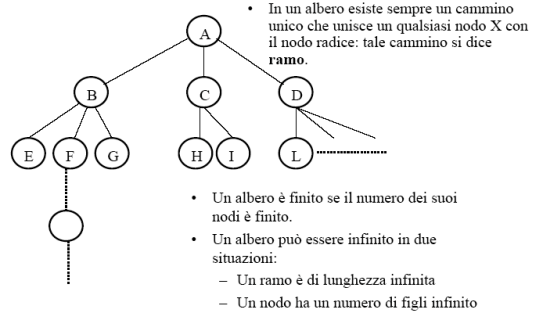 • In un albero esiste sempre un cammino
unico che unisce un qualsiasi nodo X con
il nodo radice: tale cammino si dice
ramo.
A
B C D
E F G H I L
• Un albero è finito se il numero dei suoi
nodi è finito.
• Un albero può essere infinito in due
situazioni:
– Un ramo è di lunghezza infinita
– Un nodo ha un numero di figli infinito